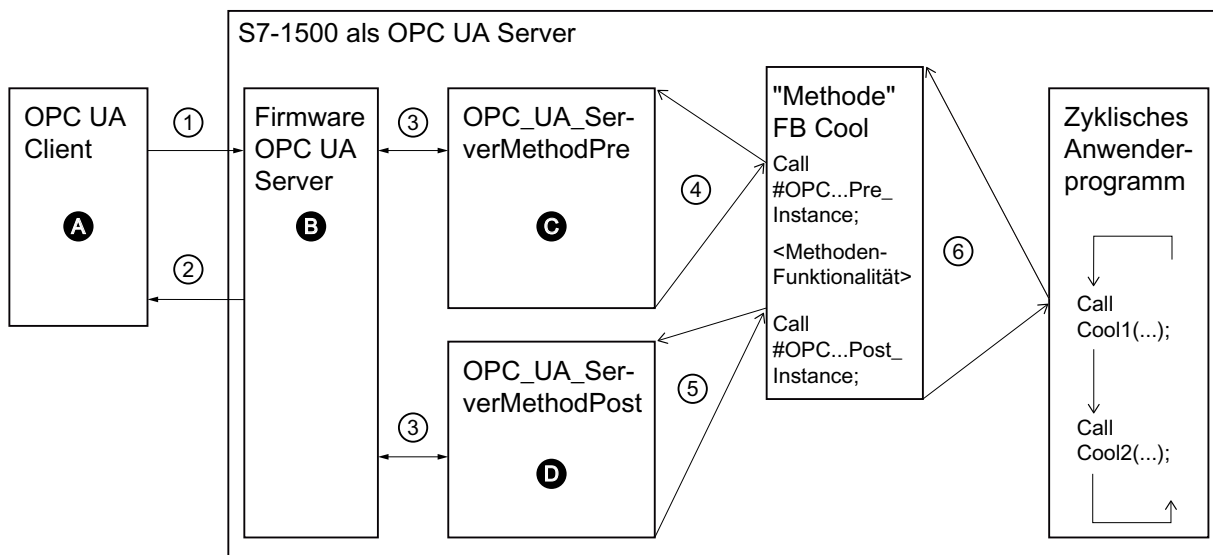 S7-1500 als OPC UA Server
OPC UA
Client
A
①
②
Firmware
OPC UA
Server
B
③
③
OPC_UA_Ser-
verMethodPre
C
④
OPC_UA_Ser-
verMethodPost
D
⑤
"Methode"
FB Cool
Call
#OPC...Pre_
Instance;
<Methoden-
Funktionalität>
Call
#OPC...Post_
Instance;
⑥
Zyklisches
Anwender-
programm
Call
Cool1(...);
Call
Cool2(...);